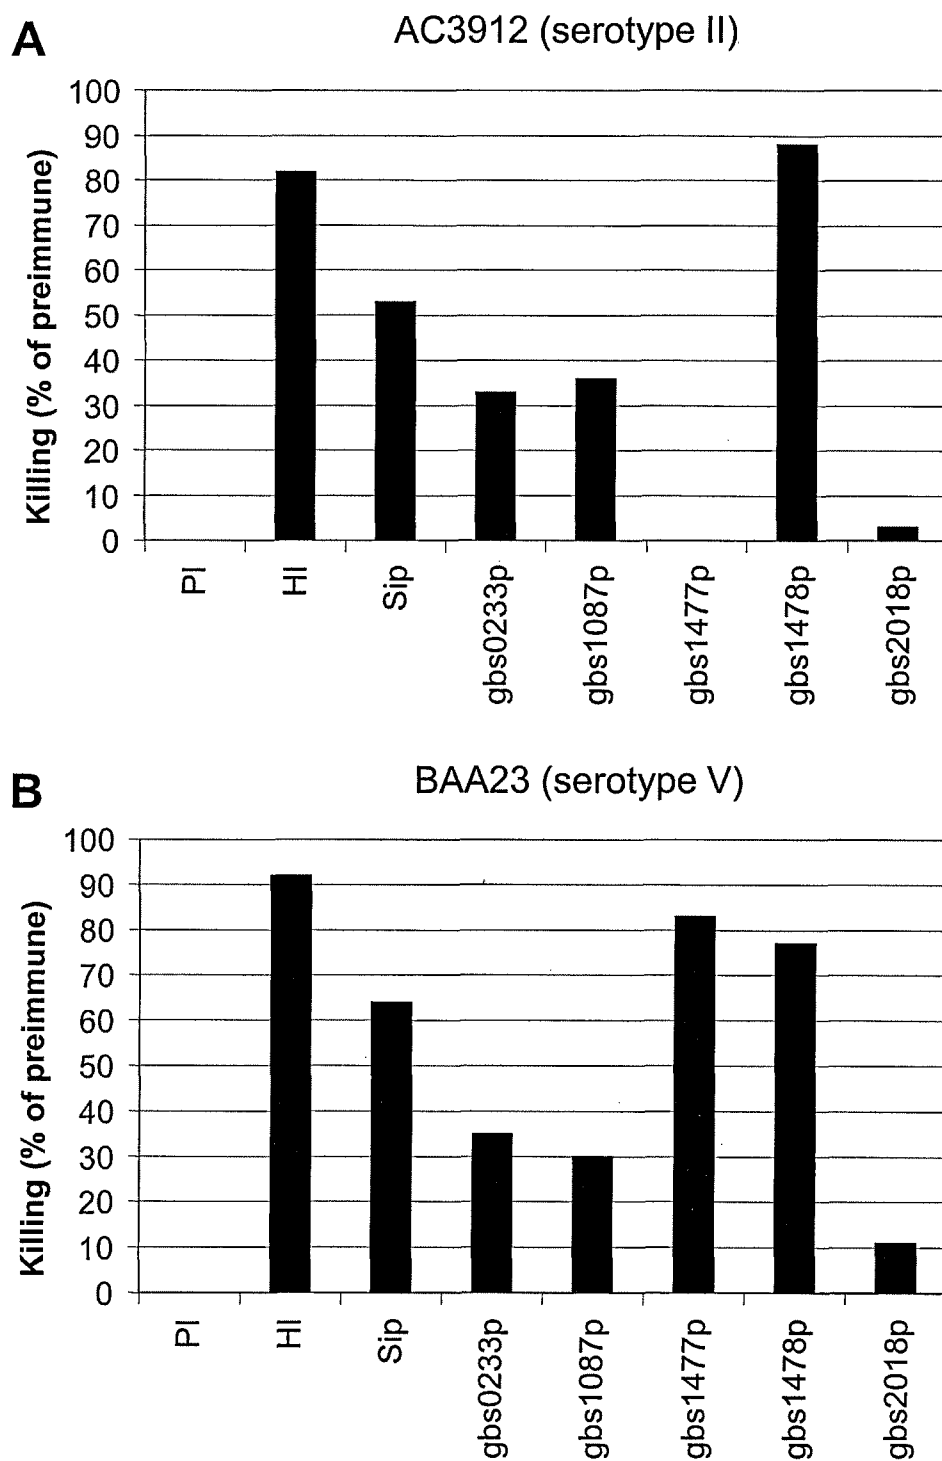 A
AC3912 (serotype II)
Killing (% of preimmune)
100
90
80
70
60
50
40
30
20
10
0
PI
HI
Sip
gbs0233p
gbs1087p
gbs1477p
gbs1478p
gbs2018p
B
BAA23 (serotype V)
Killing (% of preimmune)
100
90
80
70
60
50
40
30
20
10
0
PI
HI
Sip
gbs0233p
gbs1087p
gbs1477p
gbs1478p
gbs2018p